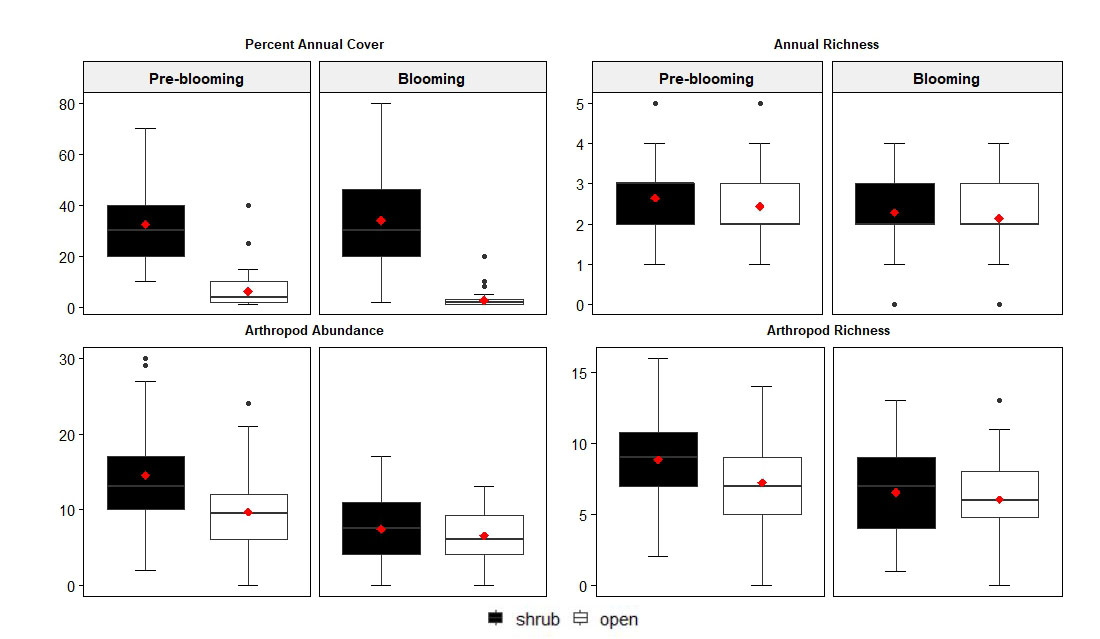 Percent Annual Cover
Annual Richness
Pre-blooming
Blooming
Pre-blooming
Blooming
80
60
40
20
0
5
4
3
2
1
0
Arthropod Abundance
Arthropod Richness
30
20
10
0
15
10
5
0
shrub open